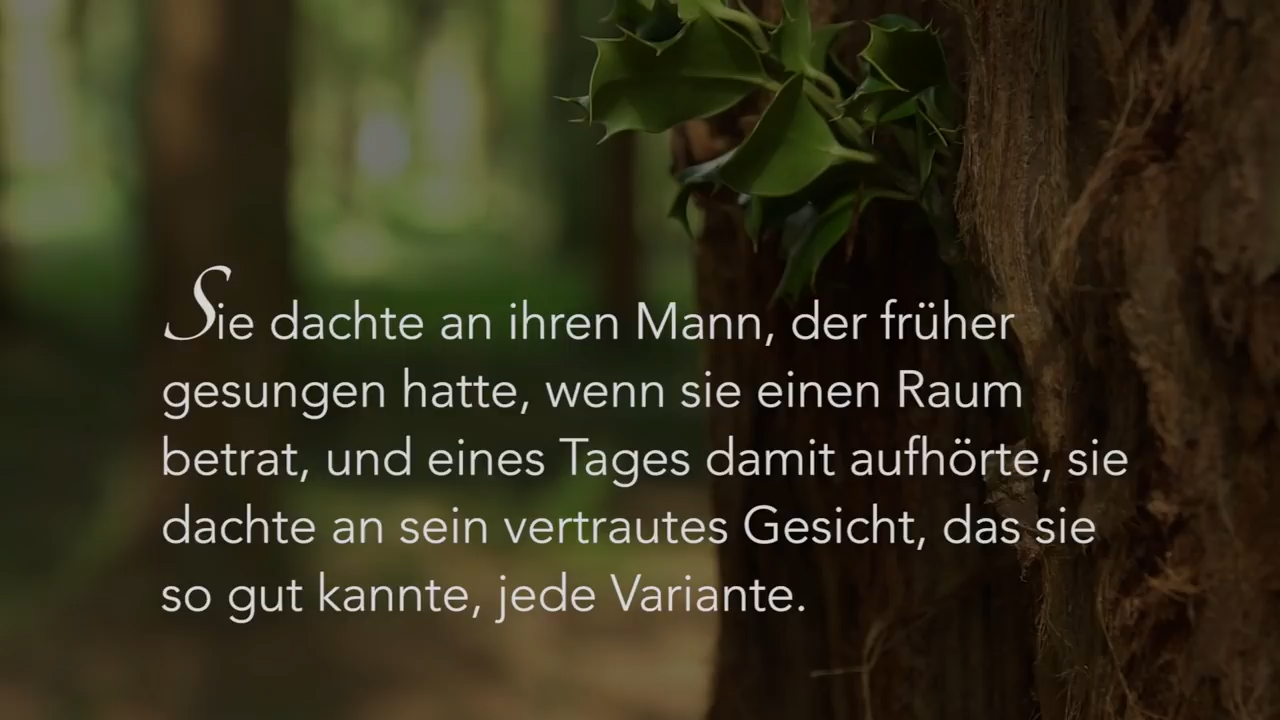 Sie dachte an ihren Mann, der früher
gesungen hatte, wenn sie einen Raum
betrat, und eines Tages damit aufhörte, sie
dachte an sein vertrautes Gesicht, das sie
so gut kannte, jede Variante.